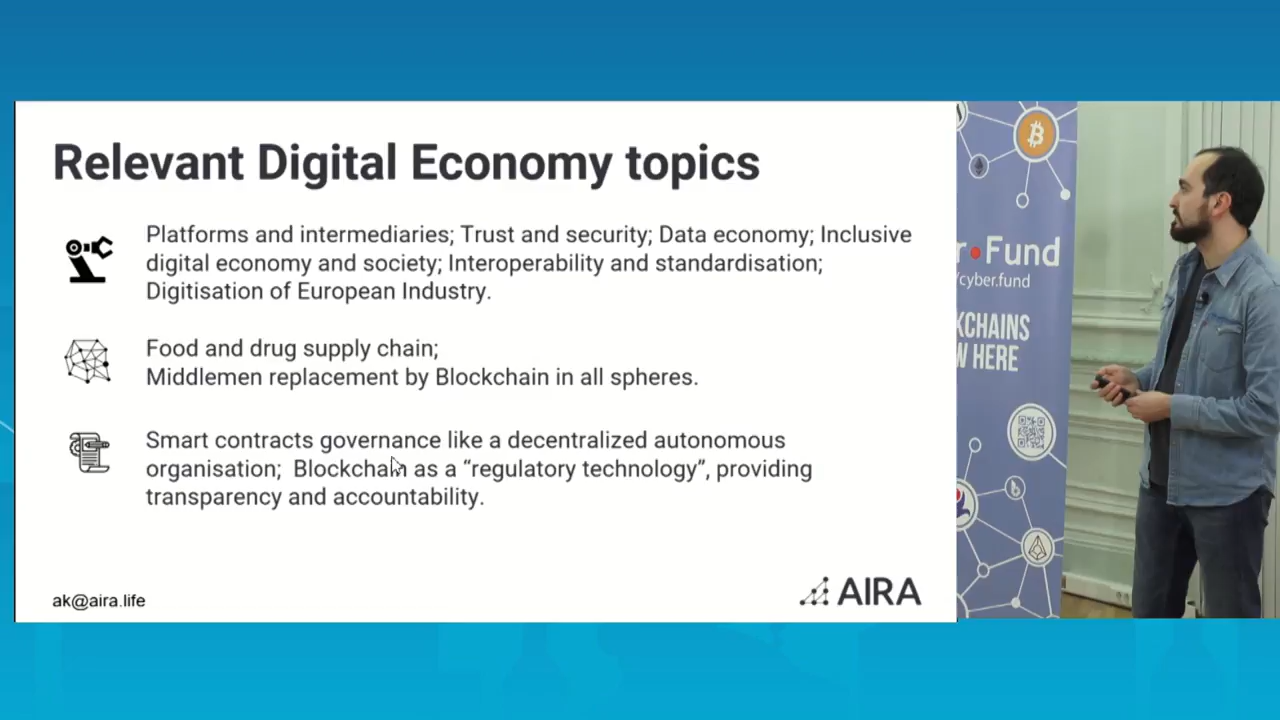 Relevant Digital Economy topics
Platforms and intermediaries; Trust and security; Data economy; Inclusive
digital economy and society; Interoperability and standardisation;
Digitisation of European Industry.
Food and drug supply chain;
Middlemen replacement by Blockchain in all spheres.
Smart contracts governance like a decentralized autonomous
organisation;  Blockchain as a “regulatory technology”, providing
transparency and accountability.
ak@aira.life
AIRA
r•Fund
/cyber.fund
KCHAINS
HERE